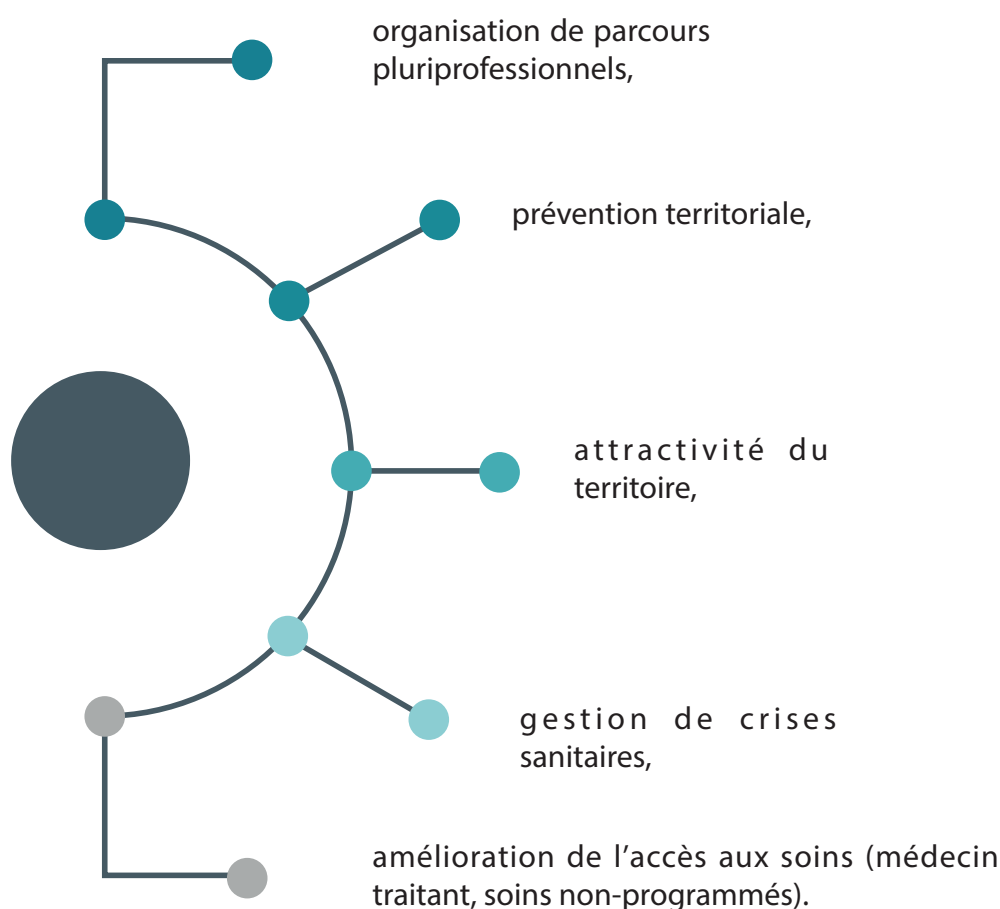 organisation de parcours
pluriprofessionnels,
prévention territoriale,
attractivité du
territoire,
gestion de crises
sanitaires,
amélioration de l’accès aux soins (médecin
traitant, soins non-programmés).